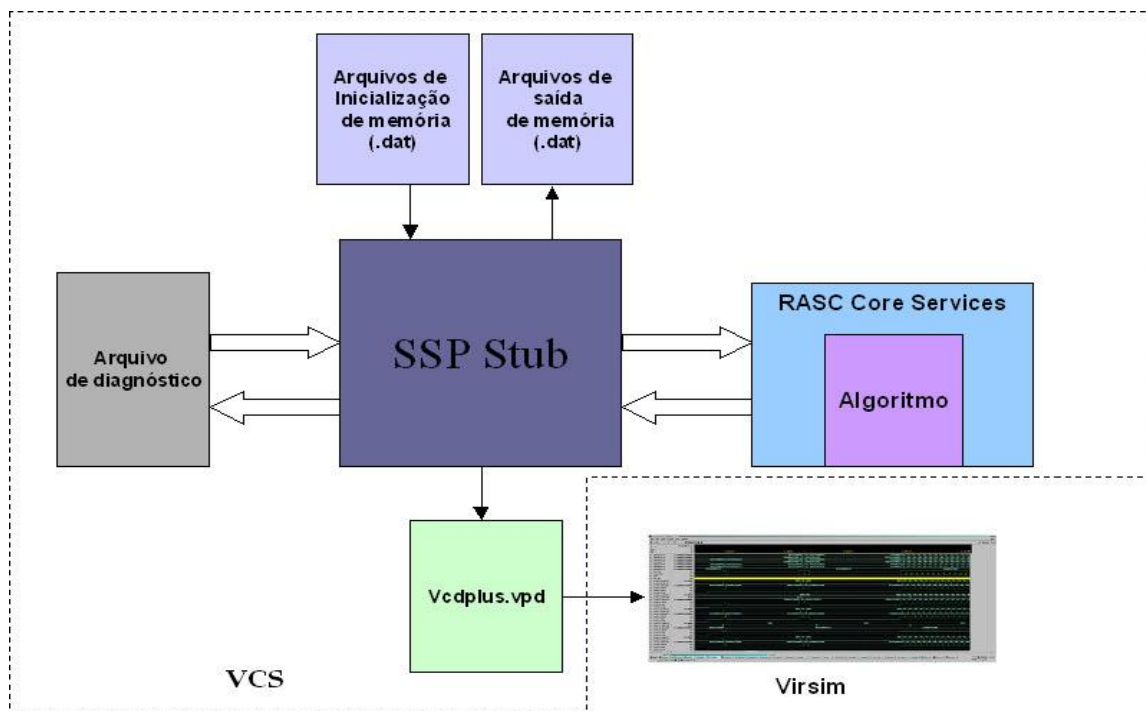 Arquivos de
Inicialização
de memória
(.dat)
Arquivos de
saída
de memória
(.dat)
Arquivo
de diagnóstico
SSP Stub
RASC Core Services
Algoritmo
Vcdplus.vpd
VCS
Virsim